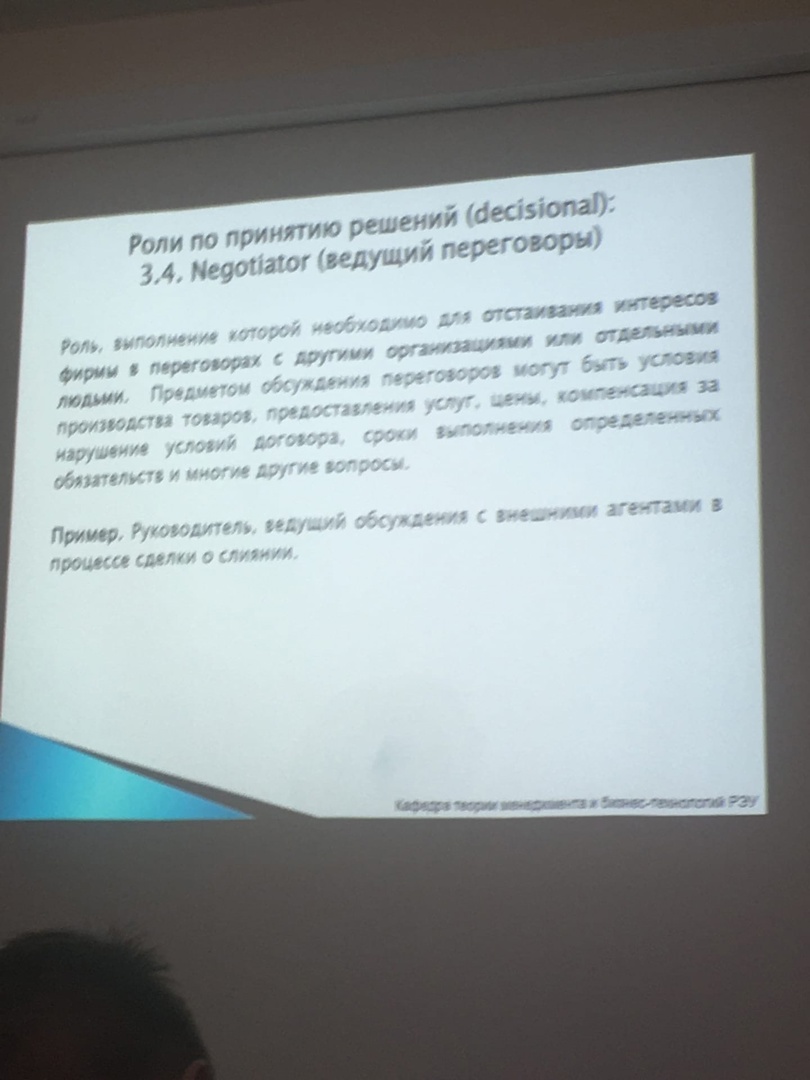 Роли по принятию решений (decisional):
3.4. Negotiator (ведущий переговоры)
Роль, выполнение которой необходимо для отстаивания интересов
фирмы в переговорах с другими организациями или отдельными
людьми. Предметом обсуждения переговоров могут быть условия
производства товаров, предоставления услуг, цены, компенсация за
нарушение условий договора, сроки выполнения определенных
обязательств и многие другие вопросы.
Пример. Руководитель, ведущий обсуждения с внешними агентами в
процессе сделки о слиянии.
Кафедра теории менеджмента и бизнес-технологий РЭУ